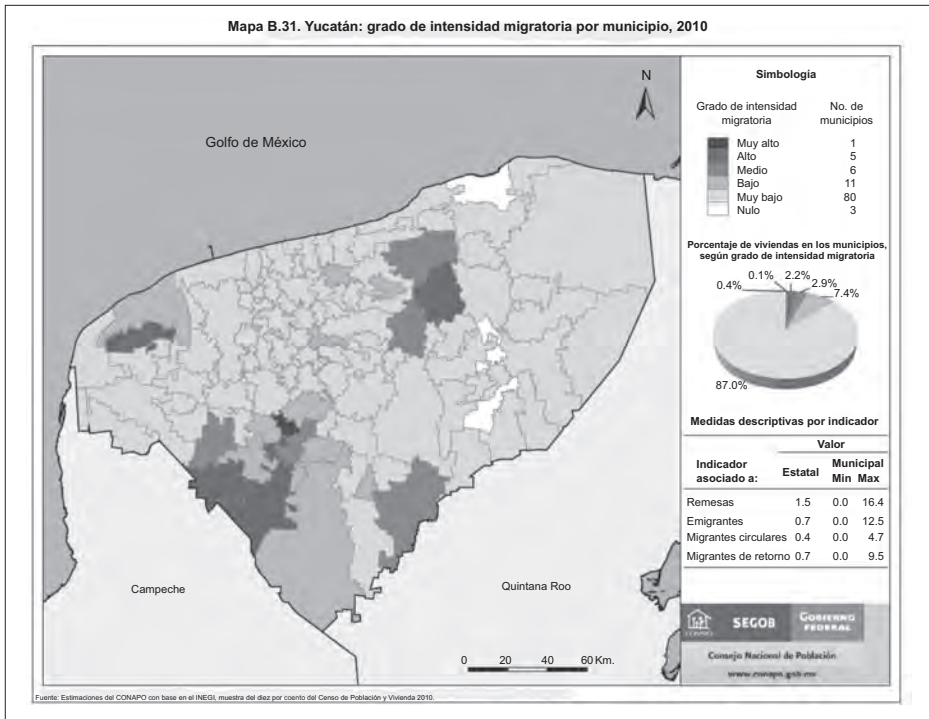 Mapa B.31. Yucatán: grado de intensidad migratoria por municipio, 2010
N
Golfo de México
Campeche
Quintana Roo
0 20 40 60 Km.
Simbología
Grado de intensidad migratoria No. de municipios
Muy alto 1
Alto 5
Medio 6
Bajo 11
Muy bajo 80
Nulo 3
Porcentaje de viviendas en los municipios,
según grado de intensidad migratoria
0.4% 0.1% 2.2%
2.9%
7.4%
87.0%
Medidas descriptivas por indicador
Valor
Indicador asociado a: Estatal Municipal Min Max
Remesas 1.5 0.0 16.4
Emigrantes 0.7 0.0 12.5
Migrantes circulares 0.4 0.0 4.7
Migrantes de retorno 0.7 0.0 9.5
CONAPO SEGOB GOBIERNO FEDERAL
Consejo Nacional de Población
www.conapo.gob.mx
Fuente: Estimaciones del CONAPO con base en el INEGI, muestra del diez por coento del Censo de Población y Vivienda 2010.